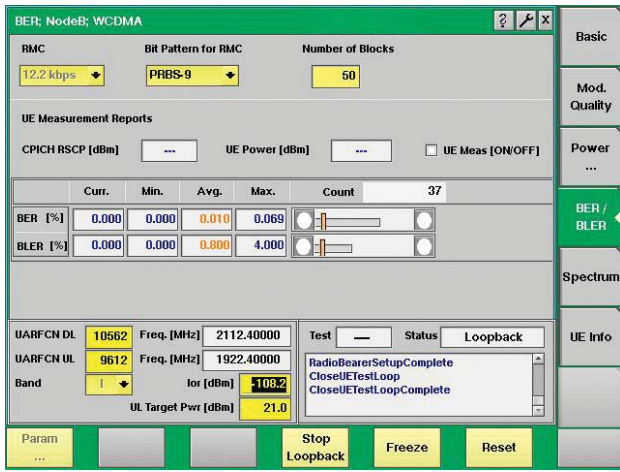 BER; NodeB; WCDMA ? x
RMC Bit Pattern for RMC Number of Blocks
12.2 kbps PRBS-9 50
UE Measurement Reports
CPICH RSCP [dBm] --- UE Power [dBm] --- UE Meas [ON/OFF]
Curr. Min. Avg. Max. Count 37
BER [%] 0.000 0.000 0.010 0.069
BLER [%] 0.000 0.000 0.800 4.000
UARFCN DL 10562 Freq. [MHz] 2112.40000
UARFCN UL 9612 Freq. [MHz] 1922.40000
Band I Ior [dBm] -108.2
UL Target Pwr [dBm] 21.0
Test — Status Loopback
RadioBearerSetupComplete
CloseUETestLoop
CloseUETestLoopComplete
Param
...
Stop
Loopback
Freeze
Reset
Basic
Mod.
Quality
Power
...
BER /
BLER
Spectrum
UE Info